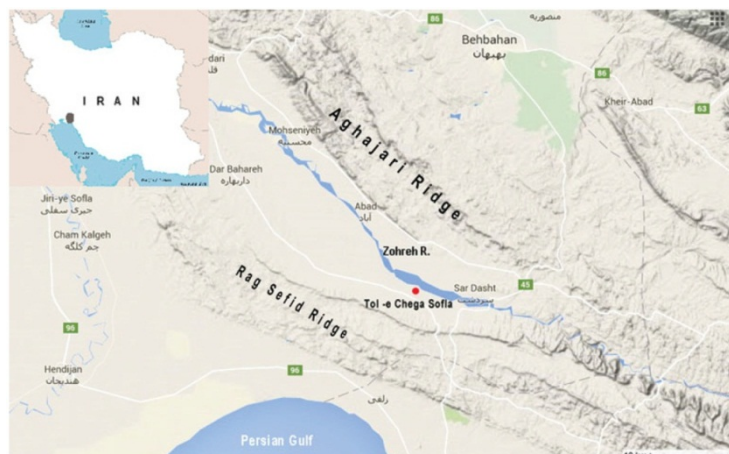 IRAN
86
منصوریه
Behbahan
بهبهان
86
Kheir-Abad
63
dari
Mohseniyeh
محسنیه
Aghajari Ridge
Dar Bahareh
داربهاره
Jiri-ye Sofla
جیری سفلی
Cham Kalgeh
چم کلگه
Abad
آباد
Zohreh R.
Rag Sefid Ridge
Sar Dasht
45
Tol -e Chega Sofla
96
Hendijan
هندیجان
96
Persian Gulf